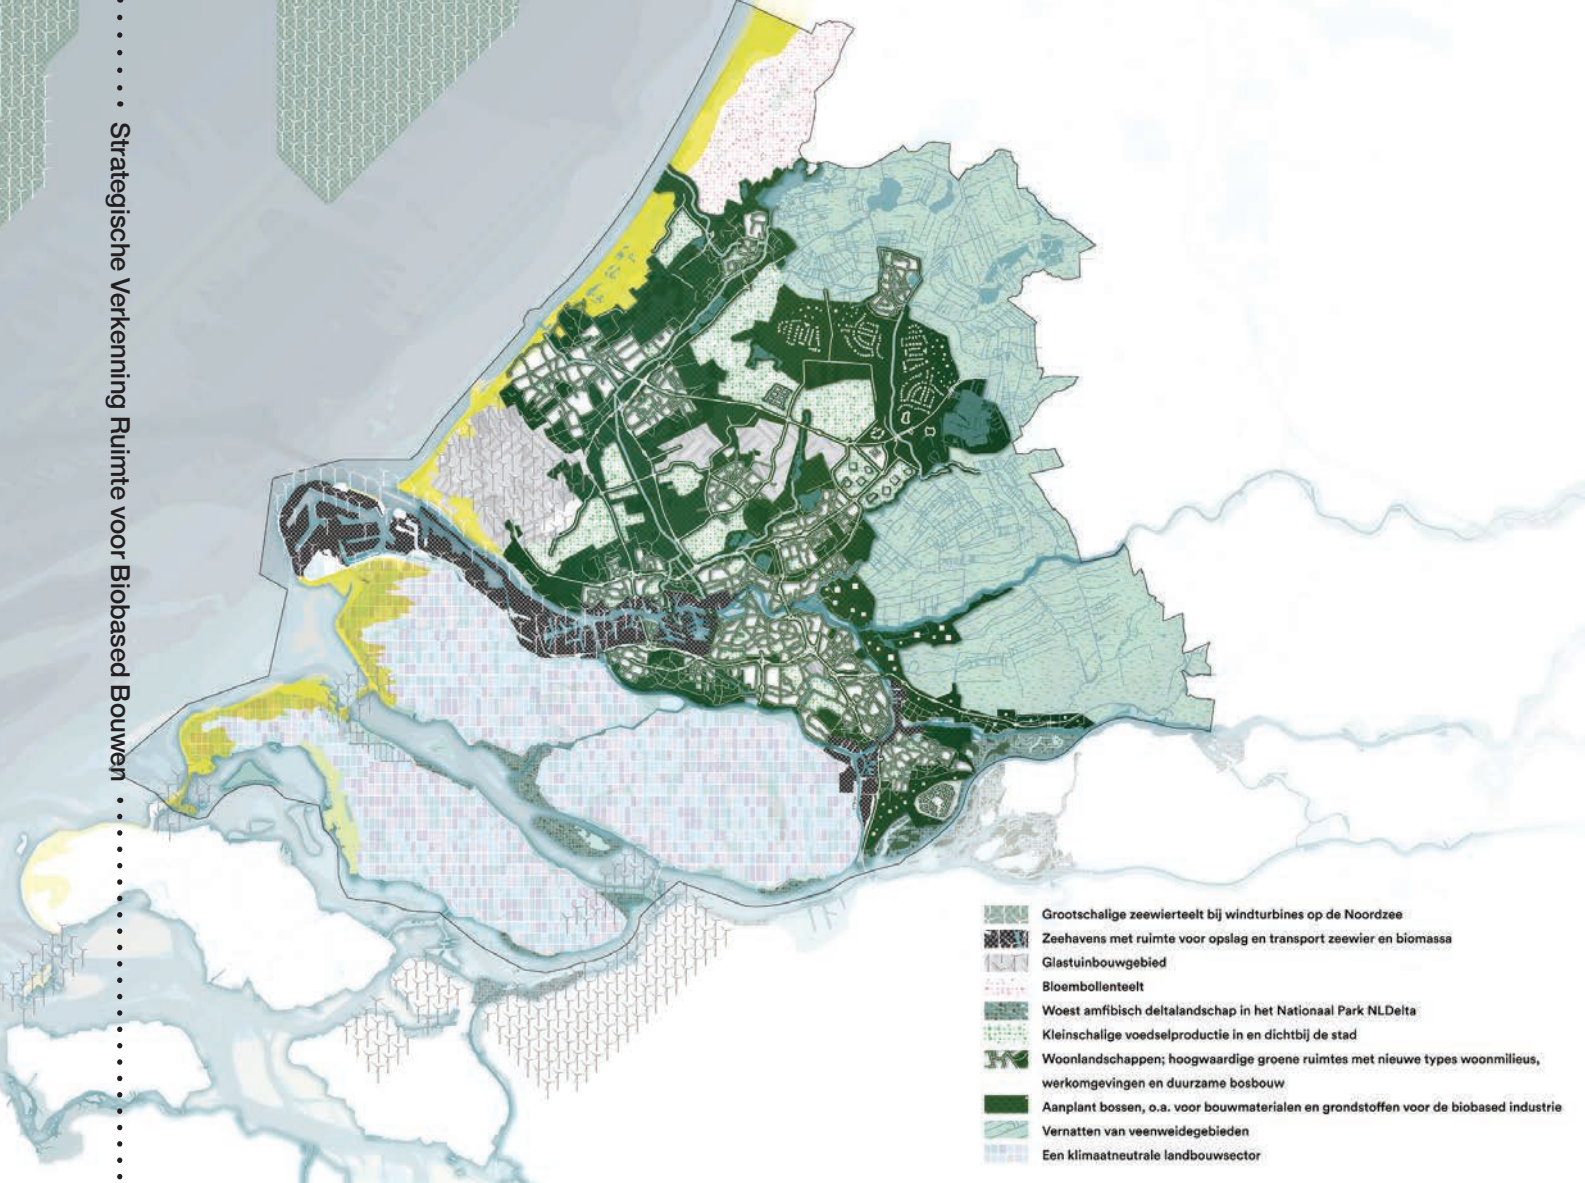 Strategische Verkenning Ruimte voor Biobased Bouwen
Grootschalige zeewierteelt bij windturbines op de Noordzee
Zeehavens met ruimte voor opslag en transport zeewier en biomassa
Glastuinbouwgebied
Bloembollenteelt
Woest amfibisch deltalandschap in het Nationaal Park NLDelta
Kleinschalige voedselproductie in en dichtbij de stad
Woonlandschappen; hoogwaardige groene ruimtes met nieuwe types woonmilieus,
werkomgevingen en duurzame bosbouw
Aanplant bossen, o.a. voor bouwmaterialen en grondstoffen voor de biobased industrie
Vernatten van veenweidegebieden
Een klimaatneutrale landbouwsector